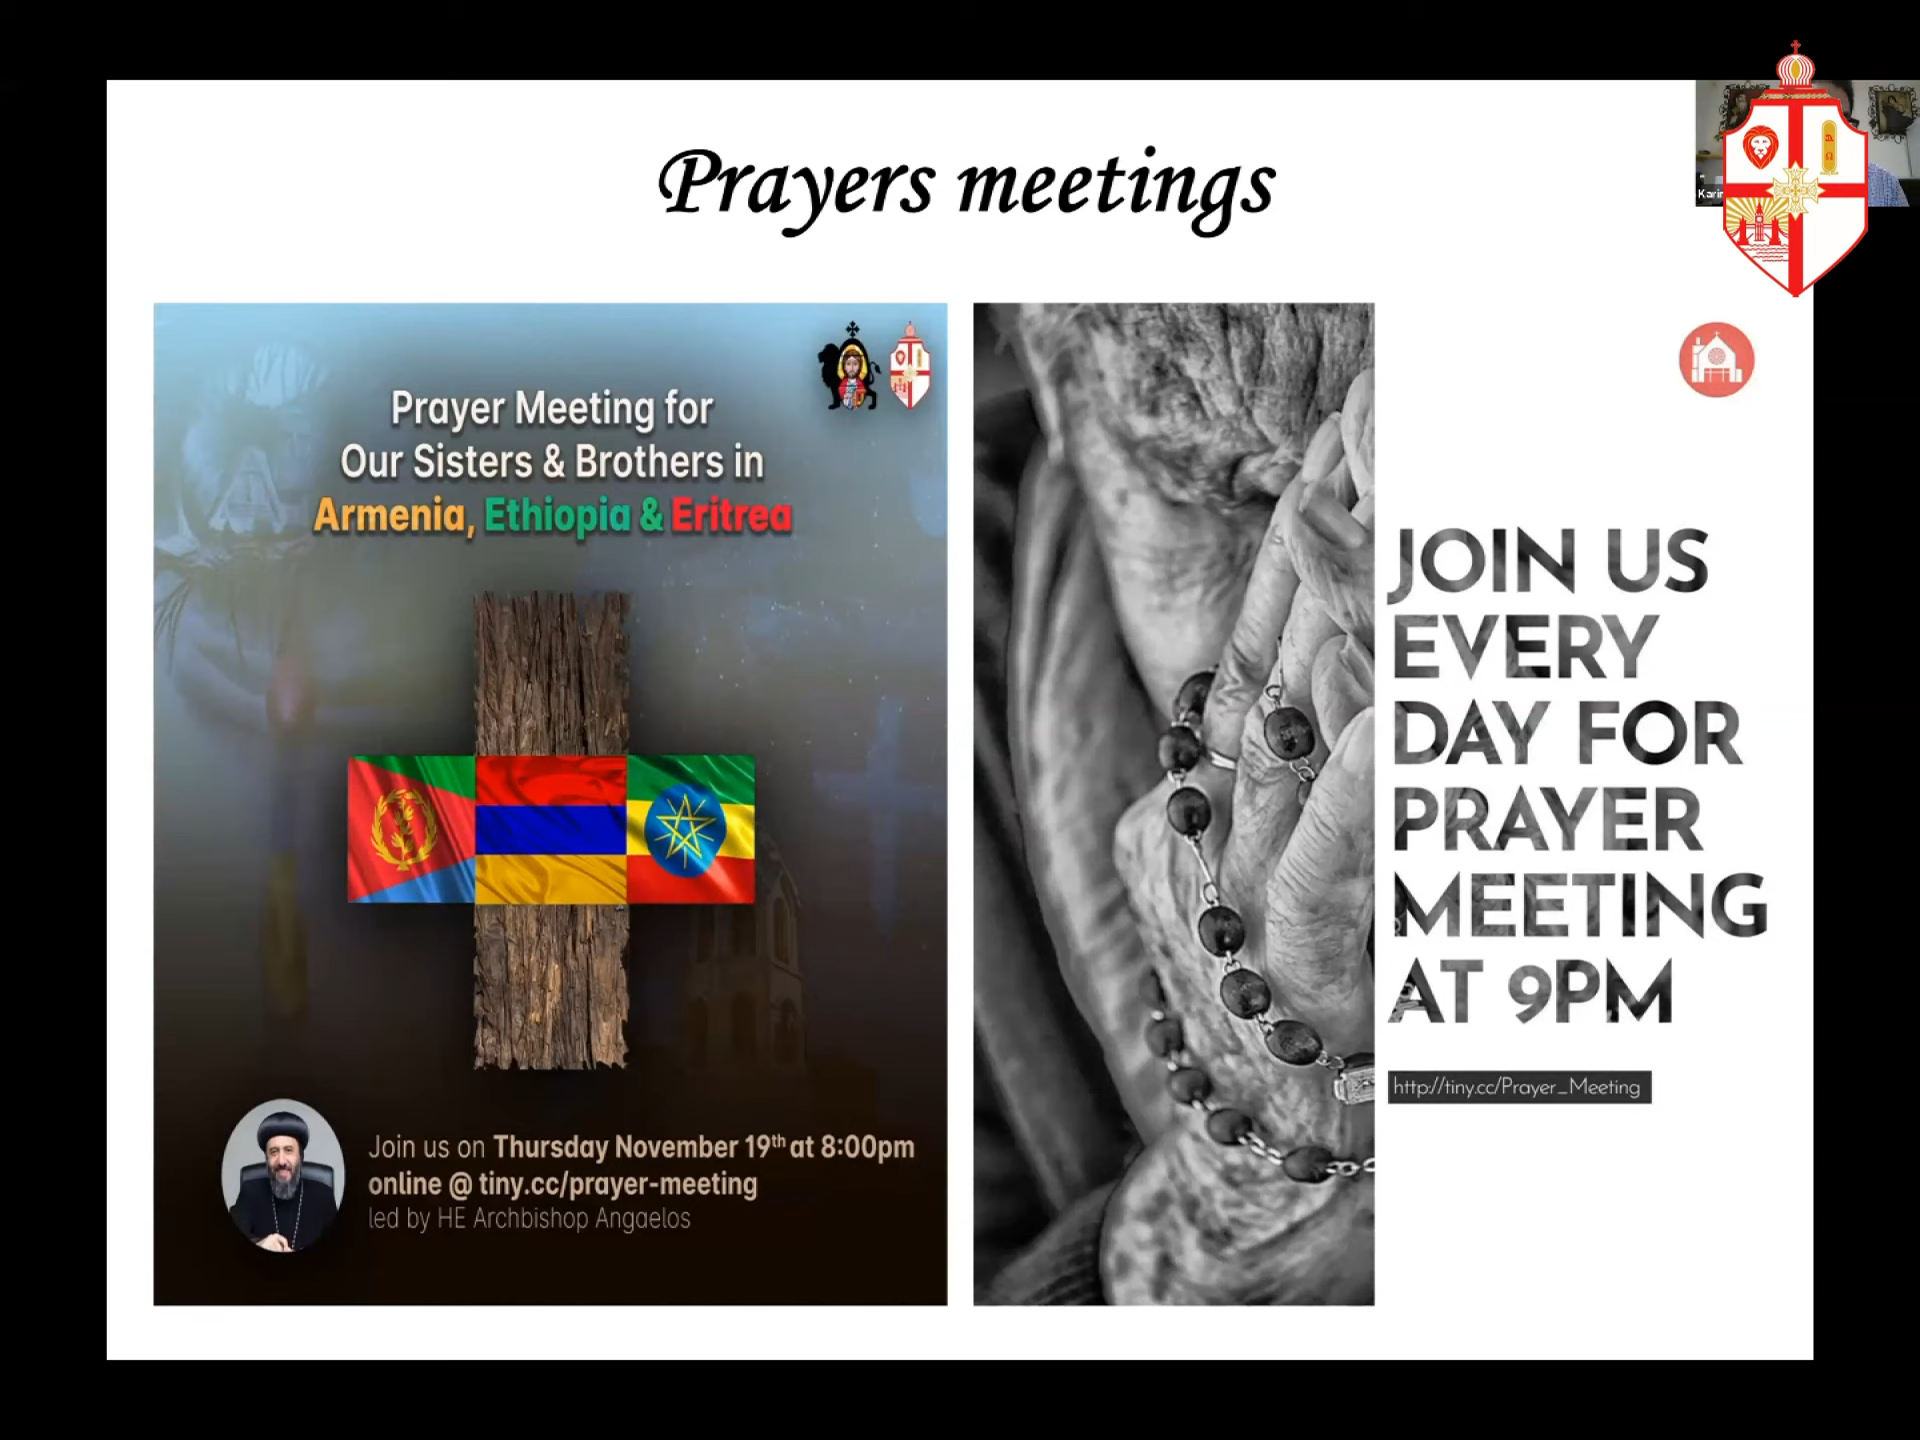 Prayers meetings
Prayer Meeting for
Our Sisters & Brothers in
Armenia, Ethiopia & Eritrea
Join us on Thursday November 19th at 8:00pm
online @ tiny.cc/prayer-meeting
led by HE Archbishop Angaelos
JOIN US
EVERY
DAY FOR
PRAYER
MEETING
AT 9PM
http://tiny.cc/Prayer_Meeting